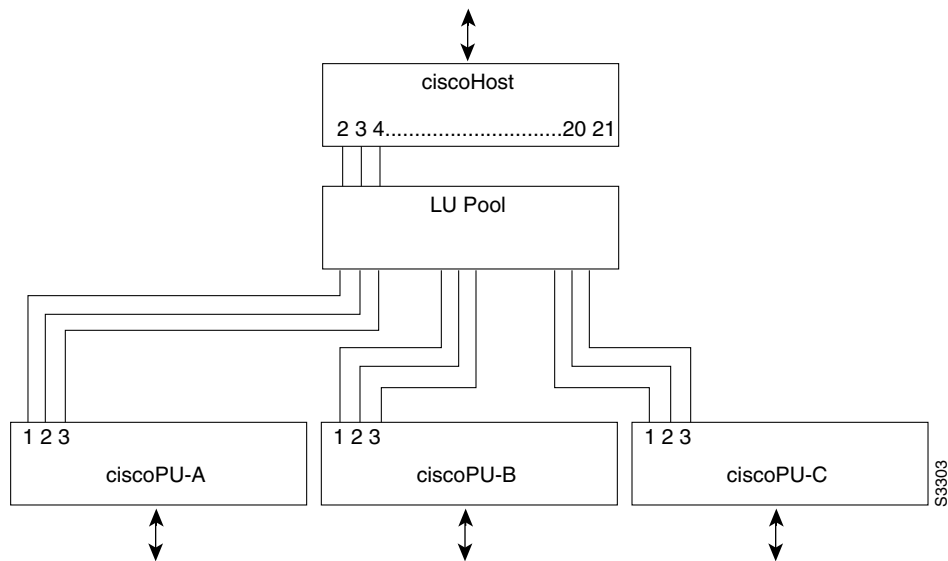 ciscoHost
2 3 4..............................20 21
LU Pool
1 2 3
1 2 3
1 2 3
ciscoPU-A
ciscoPU-B
ciscoPU-C
S3303